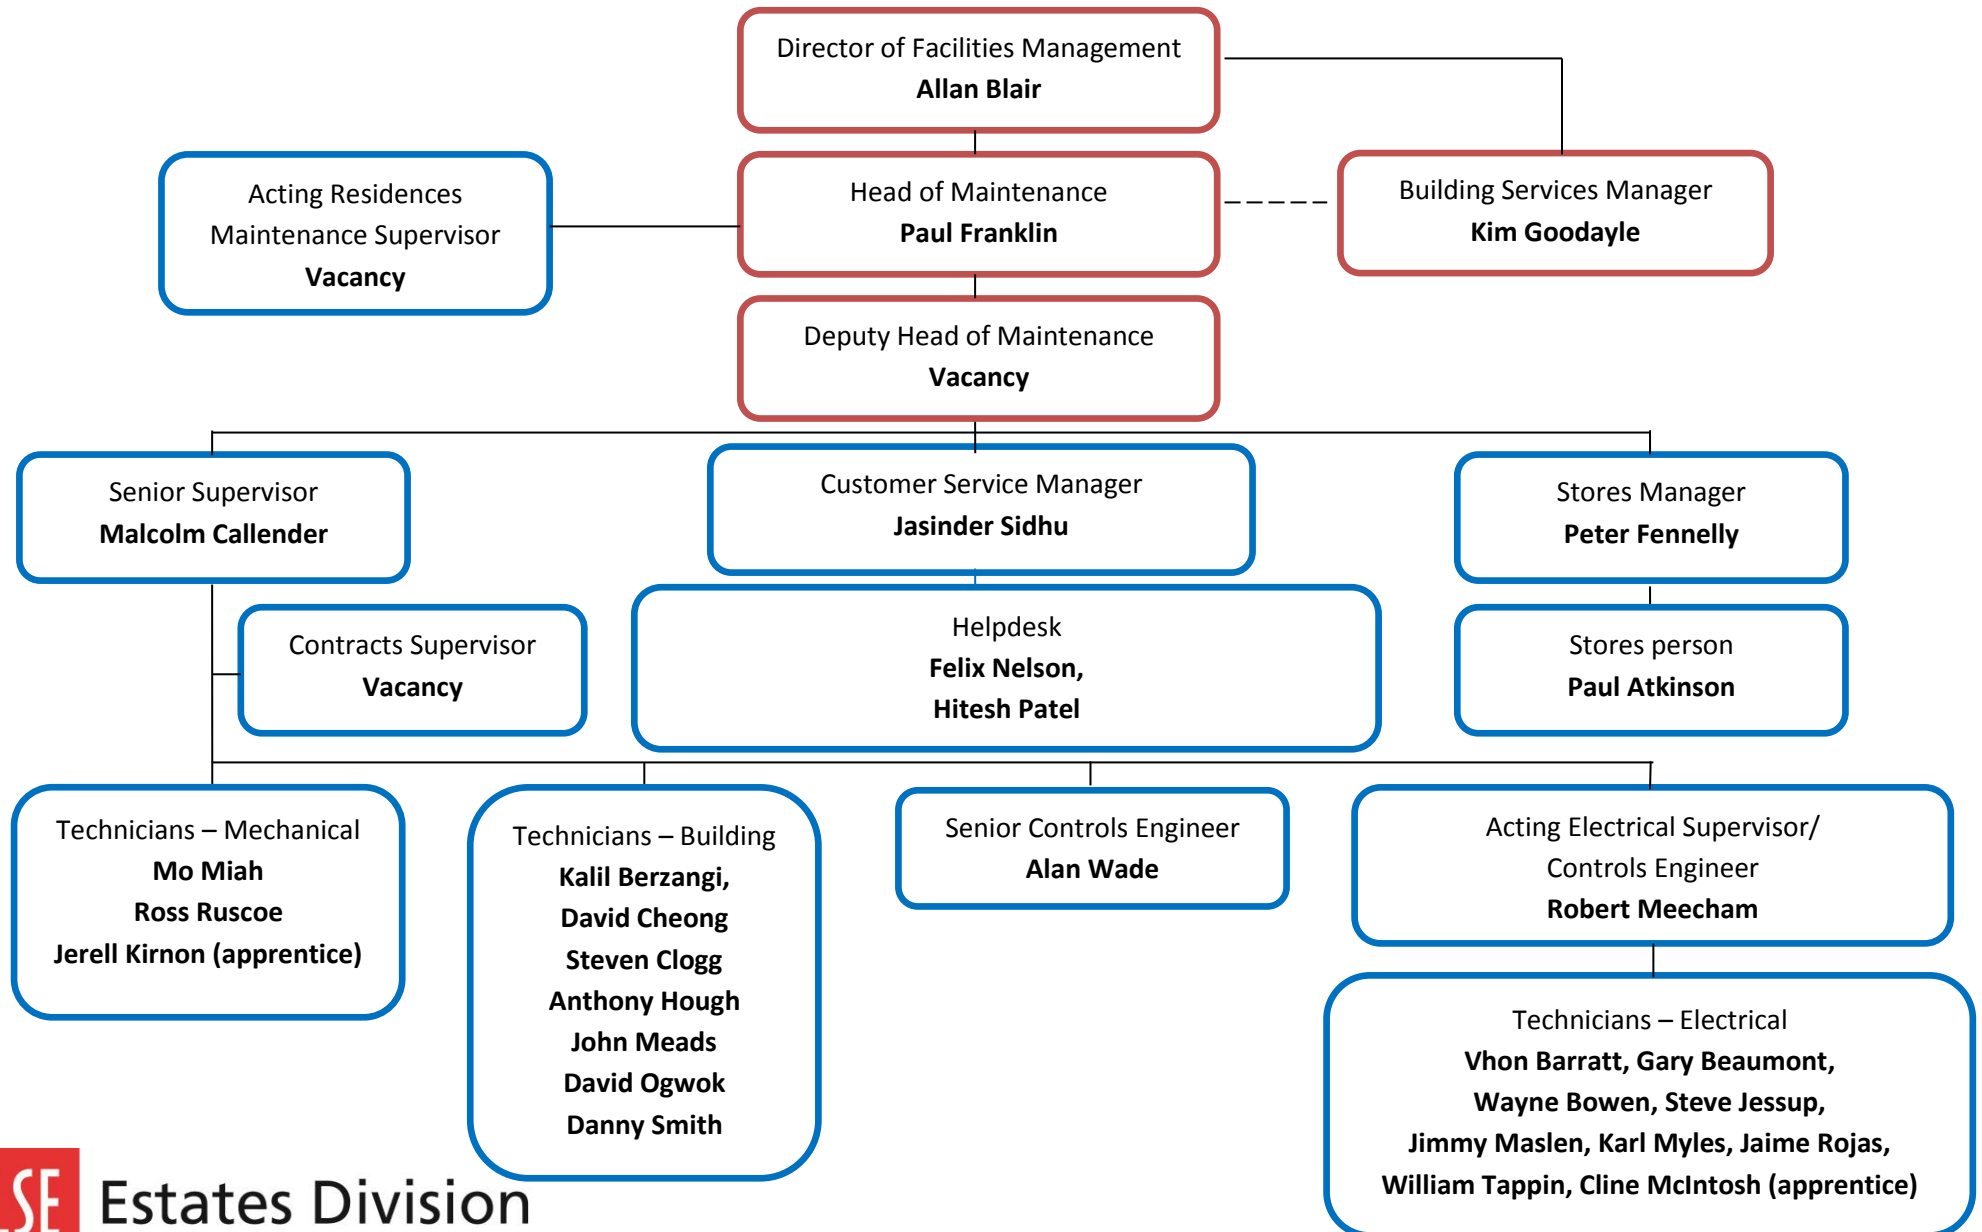 Director of Facilities Management
Allan Blair
Acting Residences
Maintenance Supervisor
Vacancy
Head of Maintenance
Paul Franklin
Building Services Manager
Kim Goodayle
Deputy Head of Maintenance
Vacancy
Senior Supervisor
Malcolm Callender
Customer Service Manager
Jasinder Sidhu
Stores Manager
Peter Fennelly
Contracts Supervisor
Vacancy
Helpdesk
Felix Nelson,
Hitesh Patel
Stores person
Paul Atkinson
Technicians – Mechanical
Mo Miah
Ross Ruscoe
Jerell Kirnon (apprentice)
Technicians – Building
Kalil Berzangi,
David Cheong
Steven Clogg
Anthony Hough
John Meads
David Ogwok
Danny Smith
Senior Controls Engineer
Alan Wade
Acting Electrical Supervisor/
Controls Engineer
Robert Meecham
Technicians – Electrical
Vhon Barratt, Gary Beaumont,
Wayne Bowen, Steve Jessup,
Jimmy Maslen, Karl Myles, Jaime Rojas,
William Tappin, Cline McIntosh (apprentice)
SE Estates Division